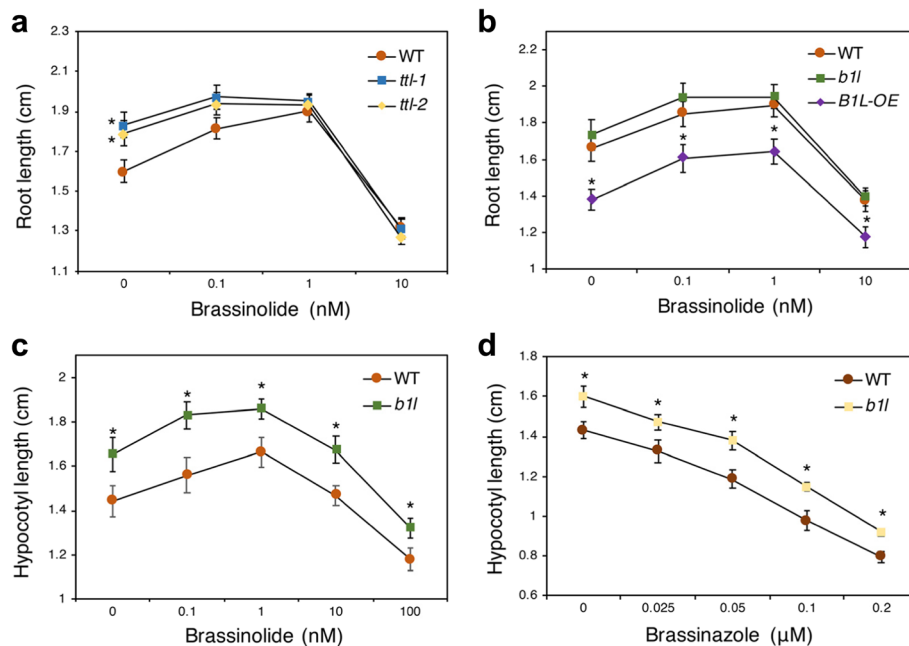 a
2.3
2.1
1.9
1.7
1.5
1.3
1.1
Root length (cm)
WT
ttl-1
ttl-2
*
*
0 0.1 1 10
Brassinolide (nM)
b
2.2
2
1.8
1.6
1.4
1.2
1
Root length (cm)
WT
b1l
B1L-OE
* * * *
0 0.1 1 10
Brassinolide (nM)
c
2
1.8
1.6
1.4
1.2
1
Hypocotyl length (cm)
WT
b1l
* * * * *
0 0.1 1 10 100
Brassinolide (nM)
d
1.6
1.4
1.2
1
0.8
0.6
Hypocotyl length (cm)
WT
b1l
* * * * *
0 0.025 0.05 0.1 0.2
Brassinazole (μM)